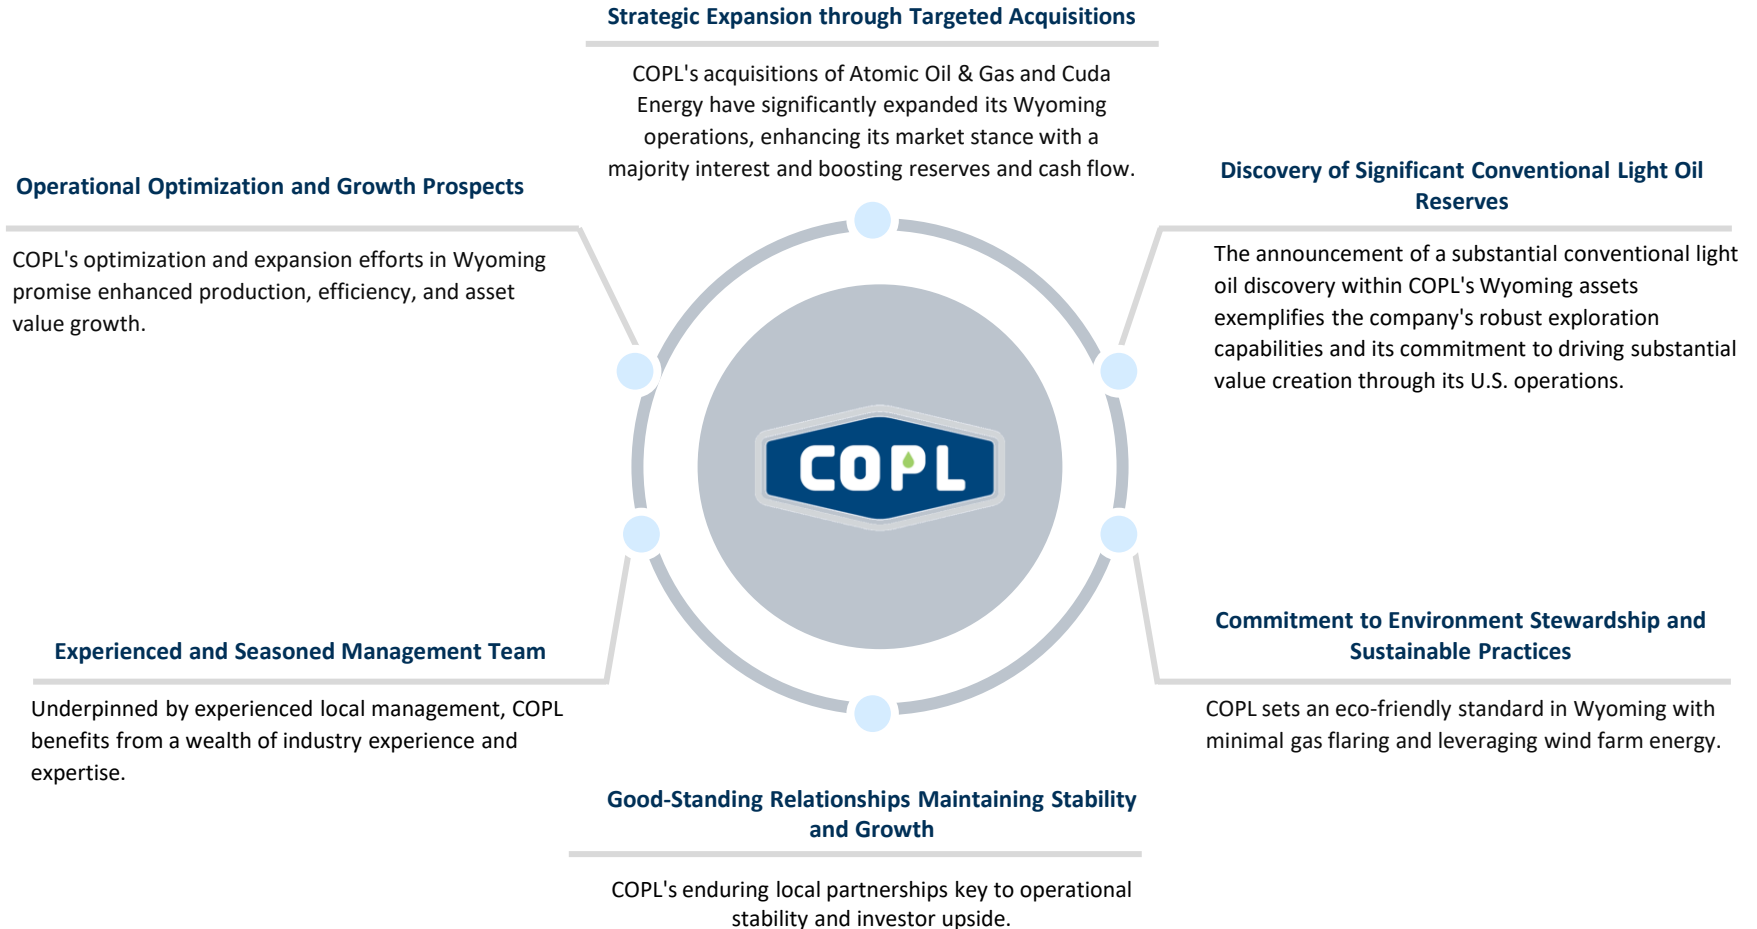 Strategic Expansion through Targeted Acquisitions
COPL's acquisitions of Atomic Oil & Gas and Cuda
Energy have significantly expanded its Wyoming
operations, enhancing its market stance with a
majority interest and boosting reserves and cash flow.
Operational Optimization and Growth Prospects
COPL's optimization and expansion efforts in Wyoming
promise enhanced production, efficiency, and asset
value growth.
Discovery of Significant Conventional Light Oil
Reserves
The announcement of a substantial conventional light
oil discovery within COPL's Wyoming assets
exemplifies the company's robust exploration
capabilities and its commitment to driving substantial
value creation through its U.S. operations.
COPL
Experienced and Seasoned Management Team
Underpinned by experienced local management, COPL
benefits from a wealth of industry experience and
expertise.
Commitment to Environment Stewardship and
Sustainable Practices
COPL sets an eco-friendly standard in Wyoming with
minimal gas flaring and leveraging wind farm energy.
Good-Standing Relationships Maintaining Stability
and Growth
COPL's enduring local partnerships key to operational
stability and investor upside.